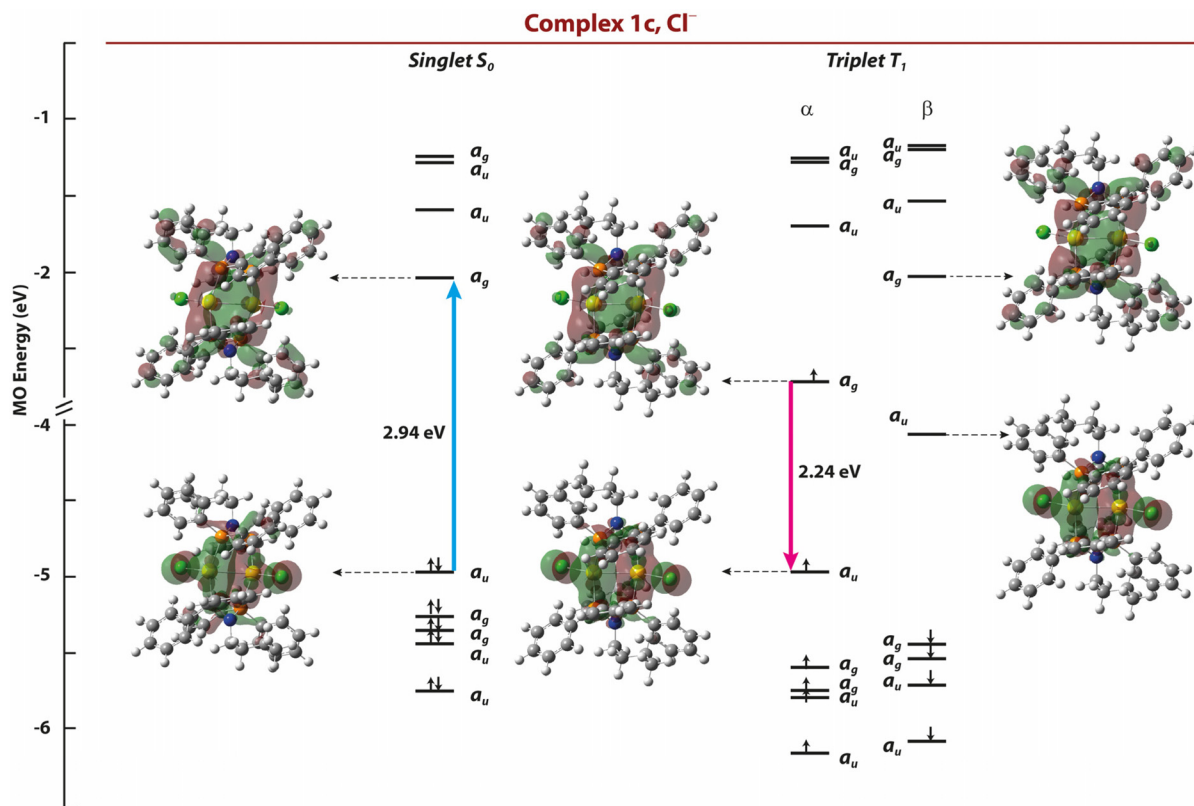 Complex 1c, Cl⁻
Singlet S₀
Triplet T₁
α
β
MO Energy (eV)
-1
-2
-4
-5
-6
a_g
a_u
a_u
a_g
2.94 eV
a_u
a_g
a_g
a_u
a_u
a_u
a_g
a_u
a_g
2.24 eV
a_u
a_g
a_g
a_u
a_u
a_u
a_g
a_u
a_g
a_u
a_g
a_g
a_u
a_u